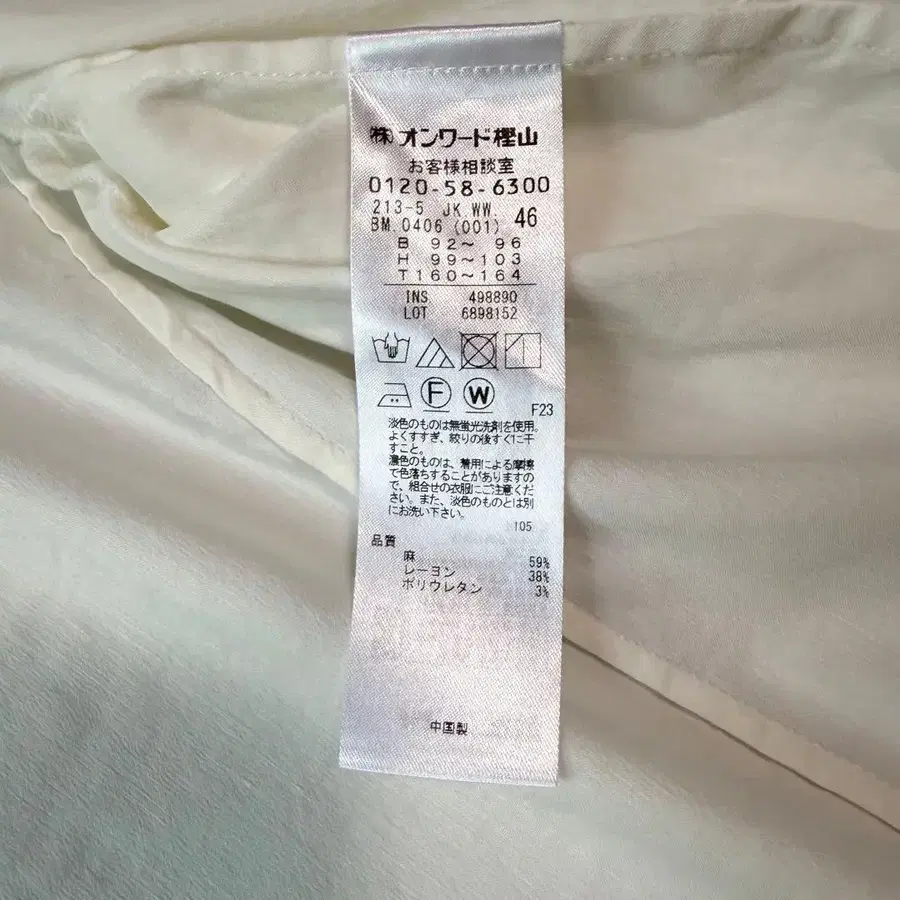 ㈱オンワード樫山
お客様相談室
0120-58-6300
213-5 JK.WW.
BM.0406 (001) 46
B 92～ 96
H 99～103
T160～164
INS 498890
LOT 6898152
F W
F23
淡色のものは無蛍光洗剤を使用。
よくすすぎ、絞りの後すぐに干
すこと。
濃色のものは、着用による摩擦
で色落ちすることがありますの
で、組合せの衣服にご注意くだ
さい。また、淡色のものとは別
にお洗い下さい。
105
品質
麻 59%
レーヨン 38%
ポリウレタン 3%
中国製